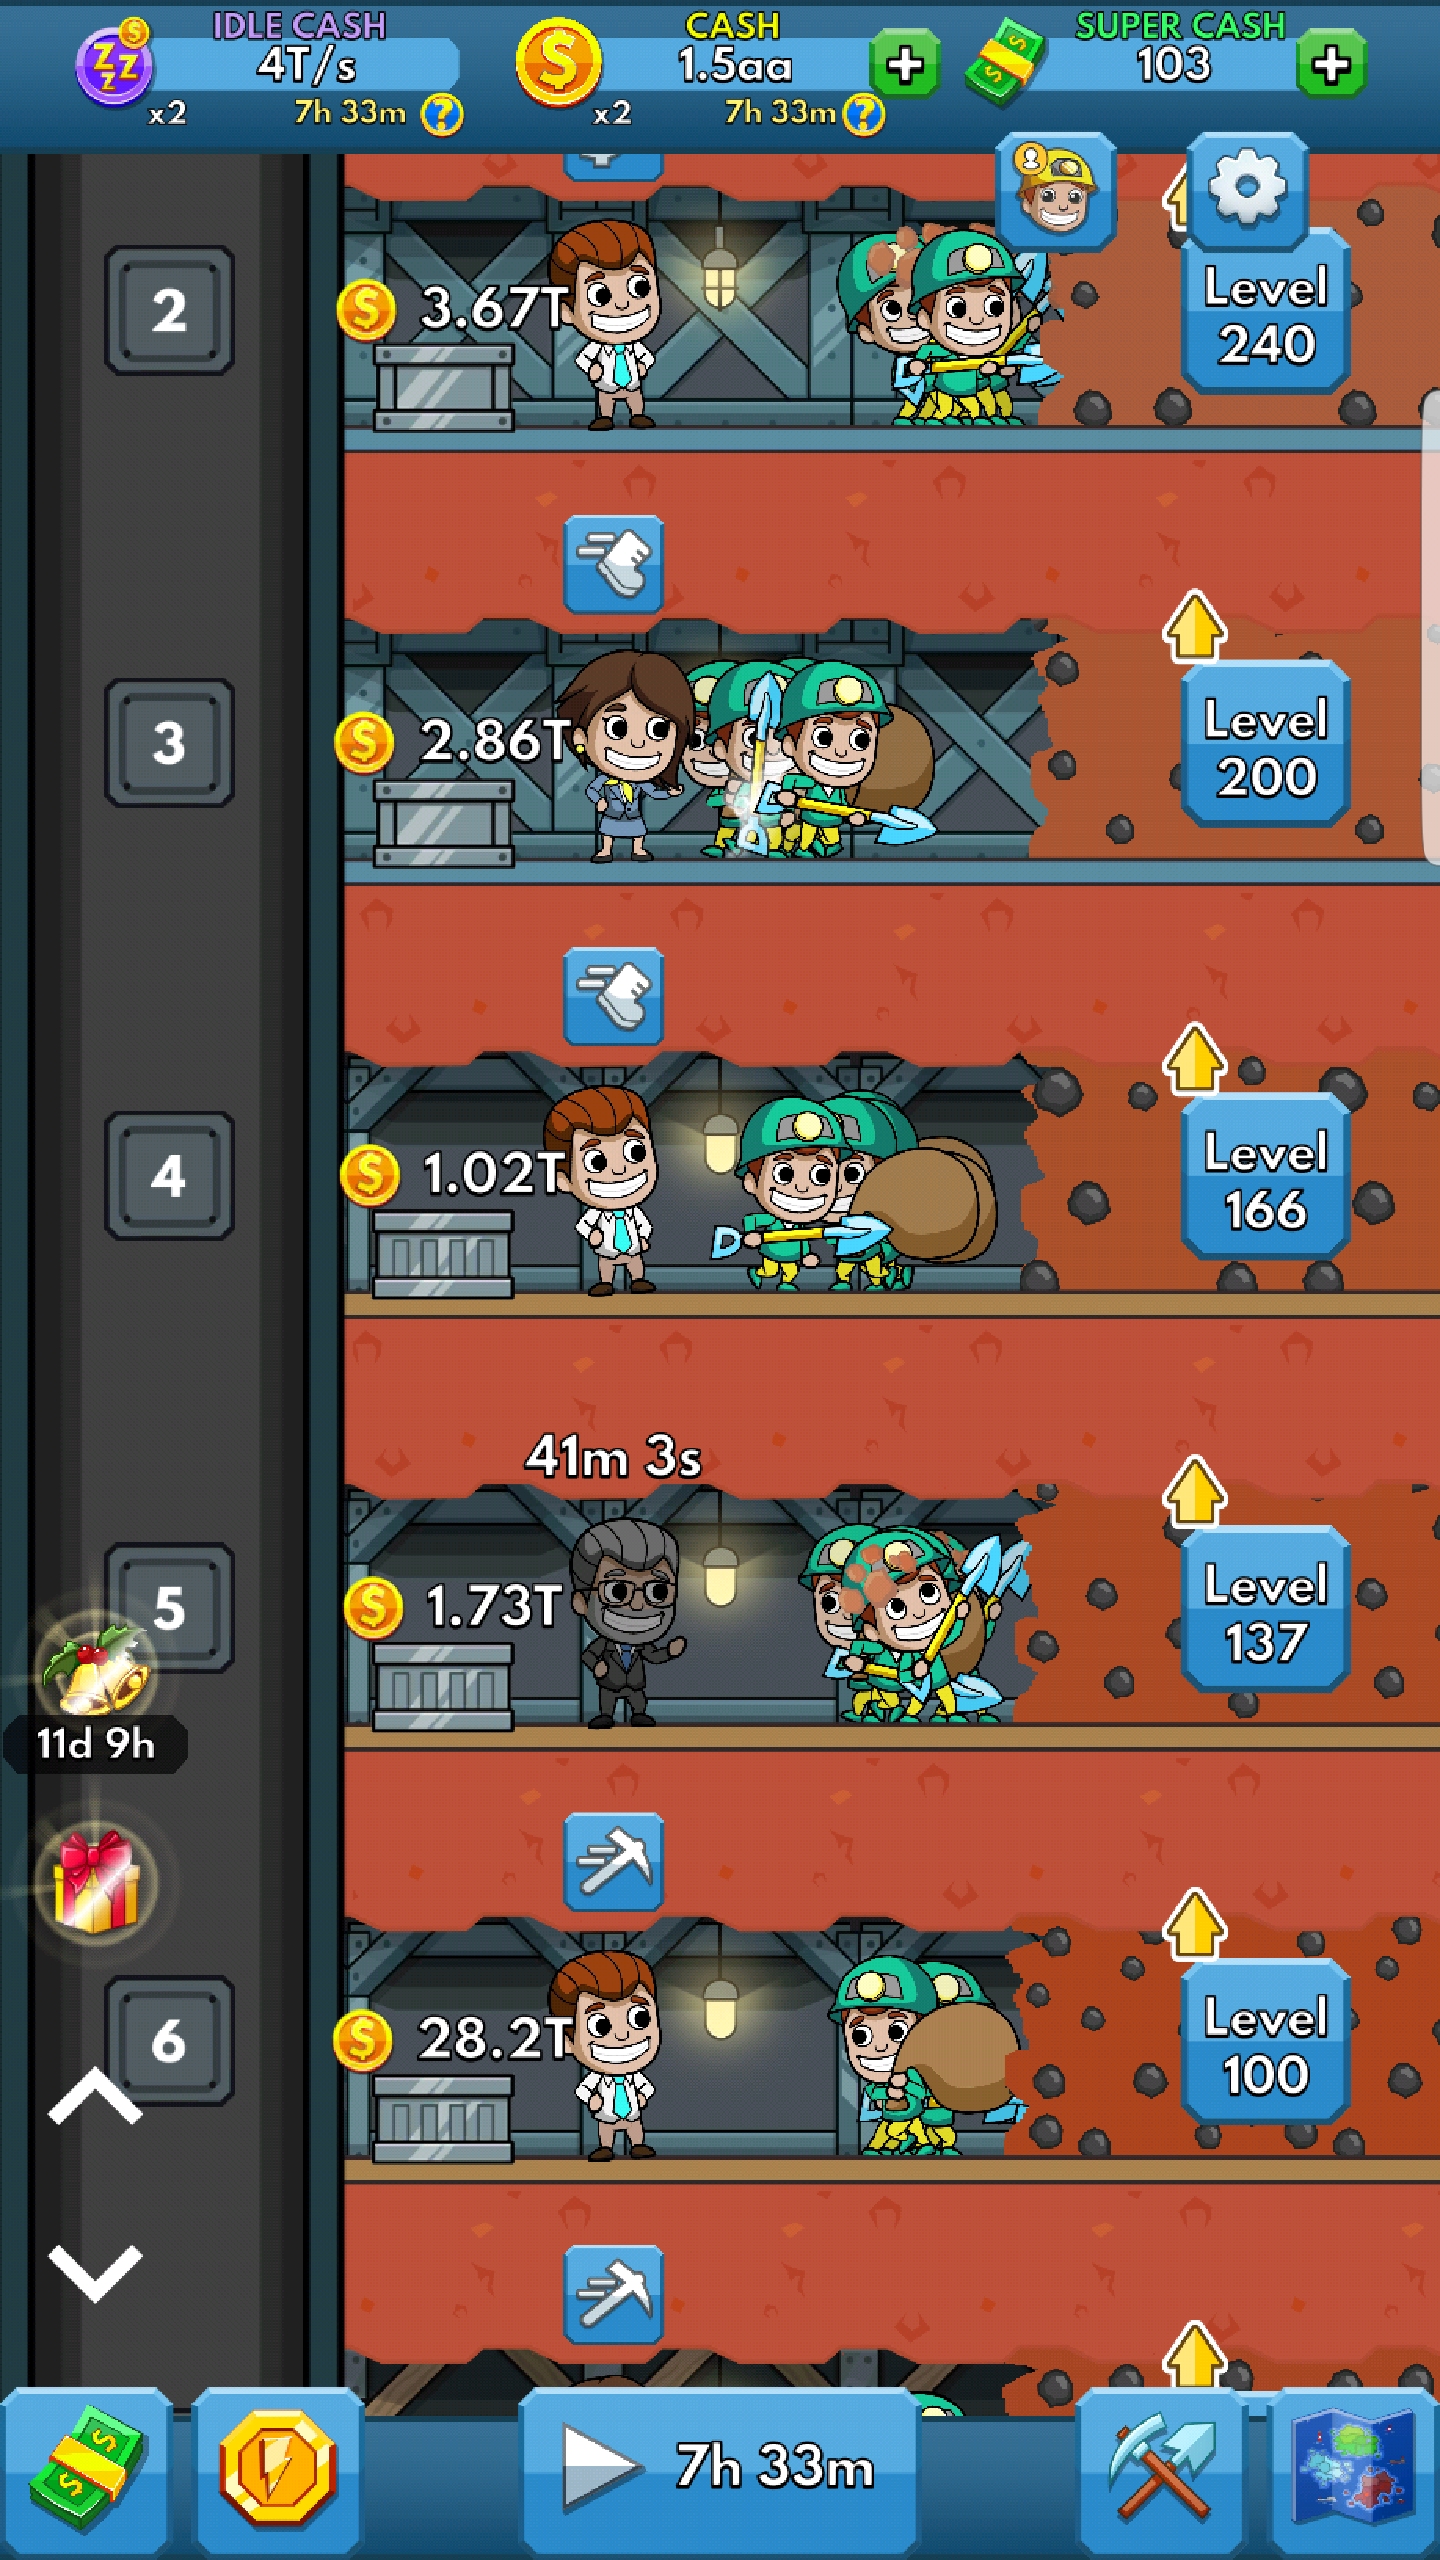 IDLE CASH
4T/s
x2
7h 33m
?
CASH
1.5aa
x2
7h 33m
?
SUPER CASH
103
2
3.67T
Level
240
3
2.86T
Level
200
4
1.02T
Level
166
41m 3s
5
1.73T
Level
137
11d 9h
6
28.2T
Level
100
7h 33m